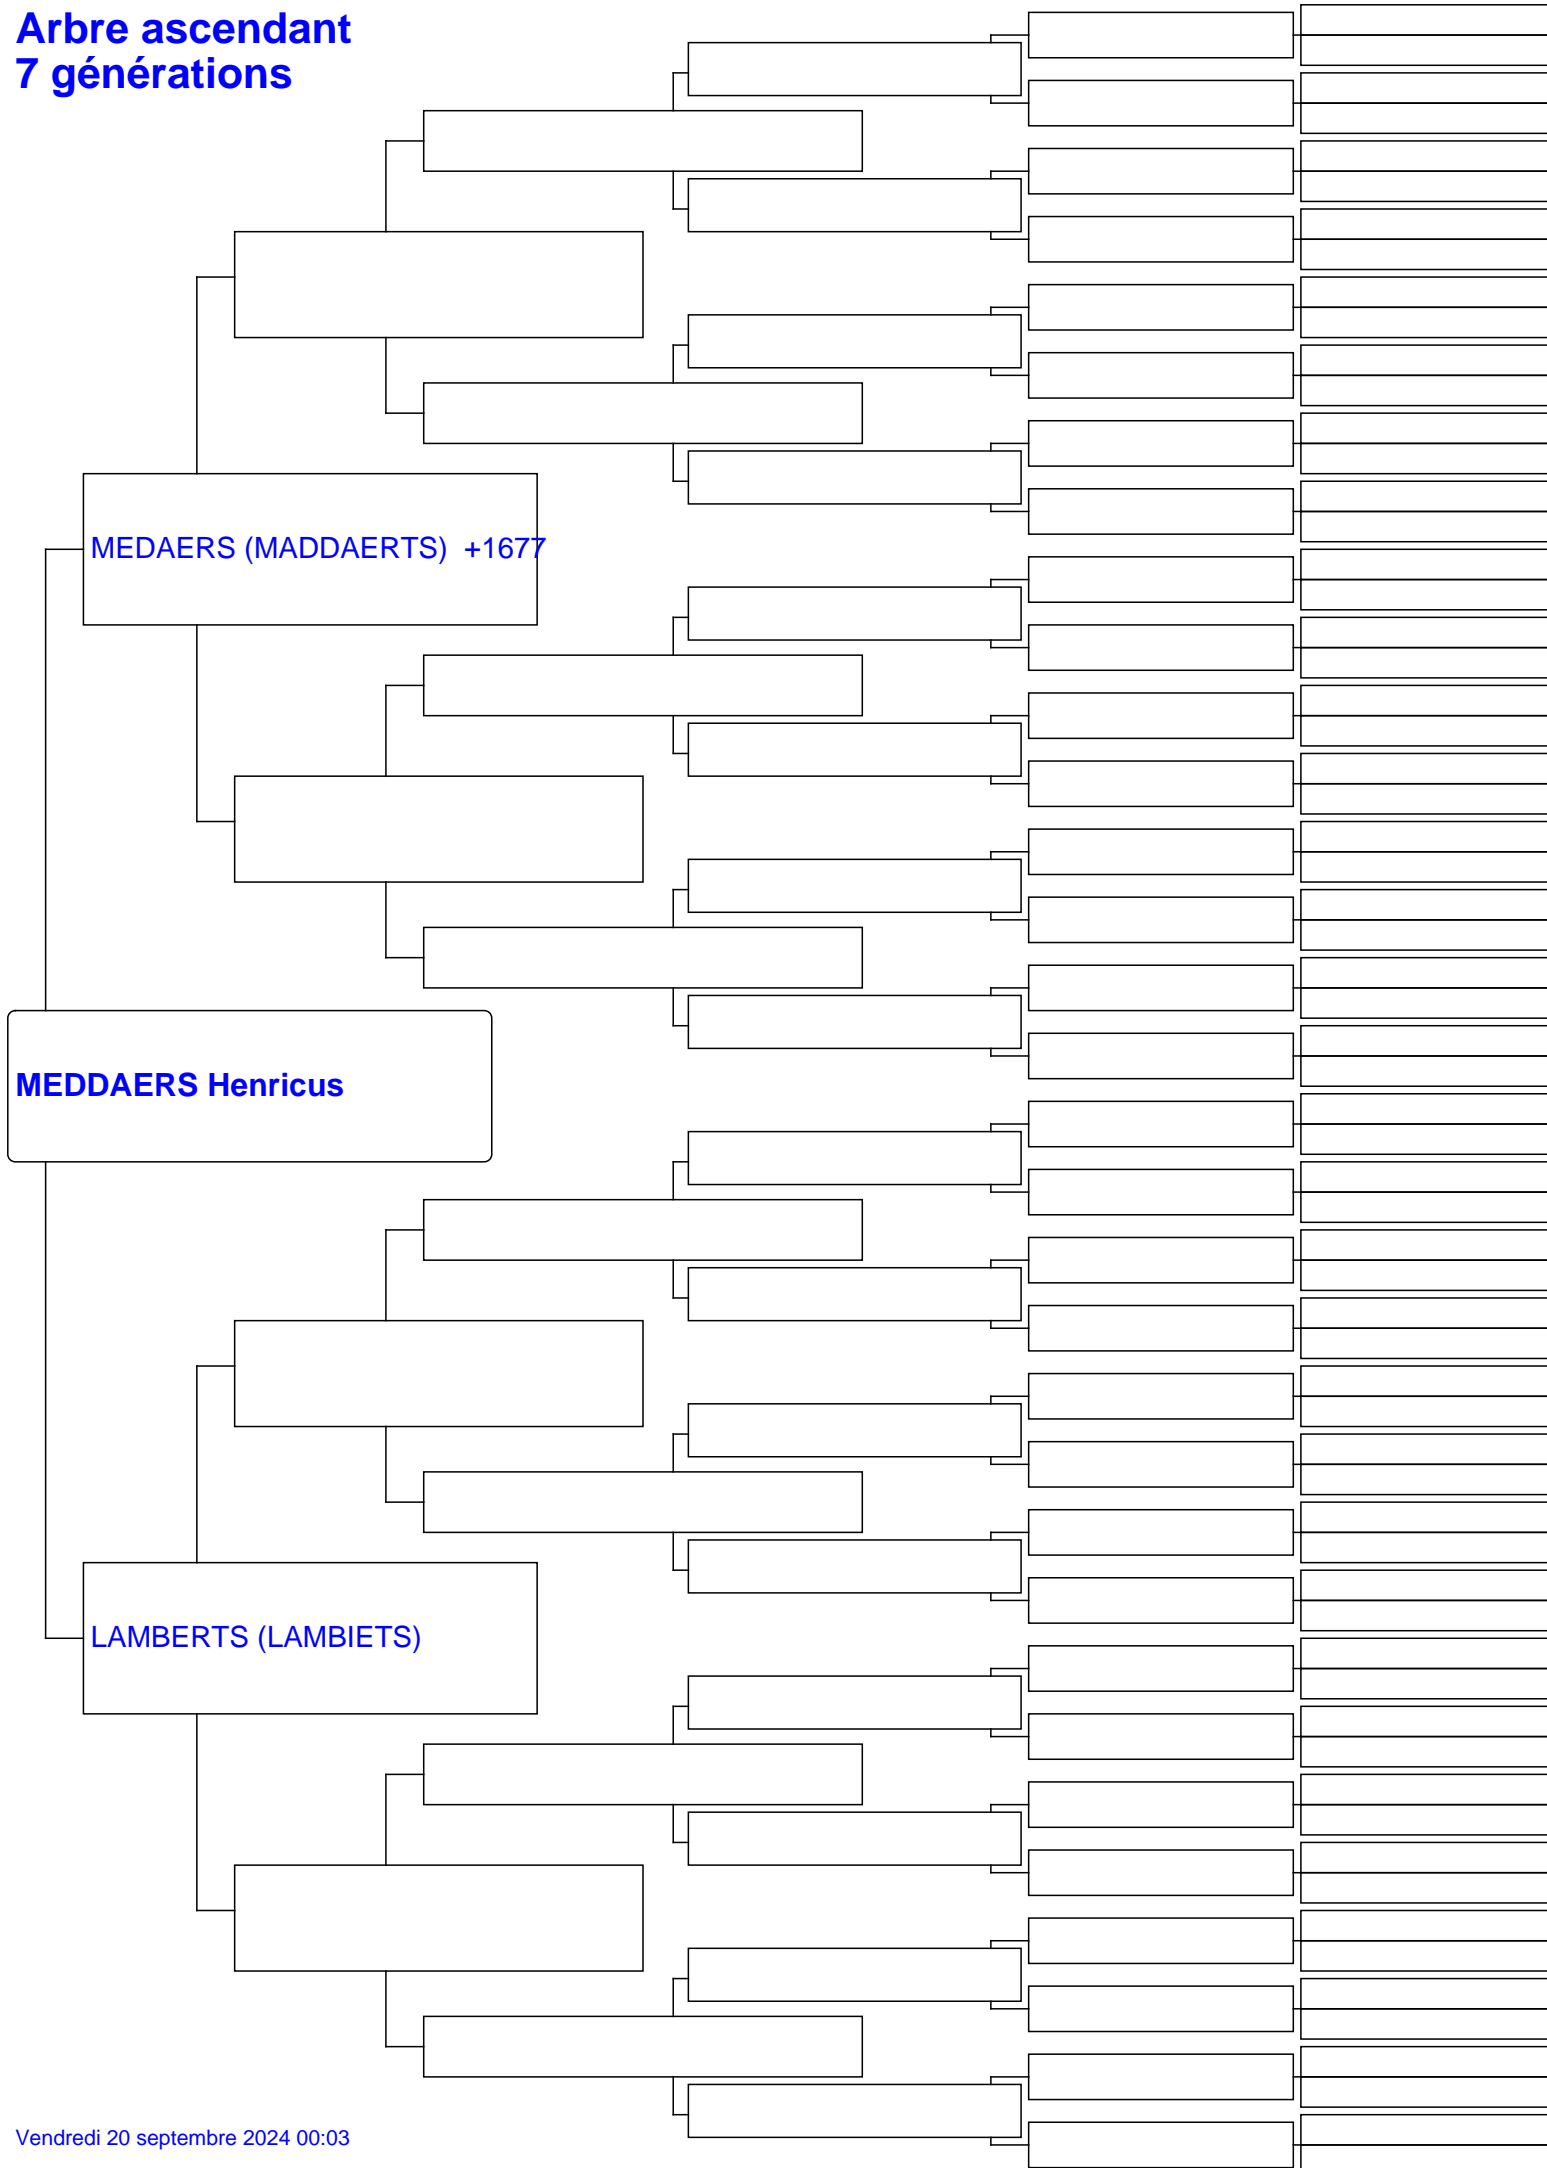 Arbre ascendant
7 générations
MEDAERS (MADDAERTS)  +1677
MEDDAERS Henricus
LAMBERTS (LAMBIETS)
Vendredi 20 septembre 2024 00:03